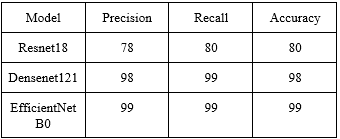 Model Precision Recall Accuracy
Resnet18 78 80 80
Densenet121 98 99 98
EfficientNet 99 99 99
B0